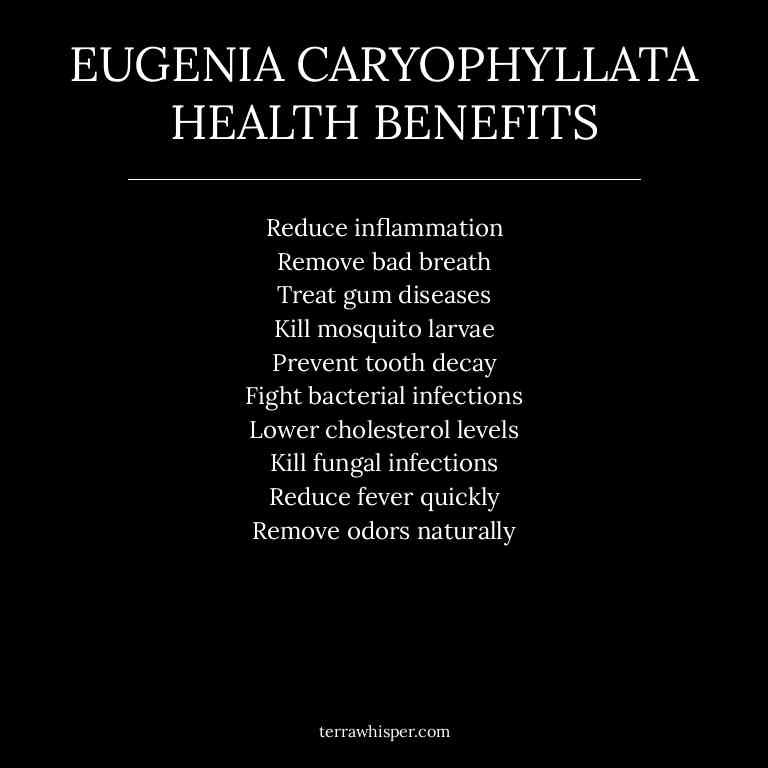 EUGENIA CARYOPHYLLATA
HEALTH BENEFITS
Reduce inflammation
Remove bad breath
Treat gum diseases
Kill mosquito larvae
Prevent tooth decay
Fight bacterial infections
Lower cholesterol levels
Kill fungal infections
Reduce fever quickly
Remove odors naturally
terrawhisper.com